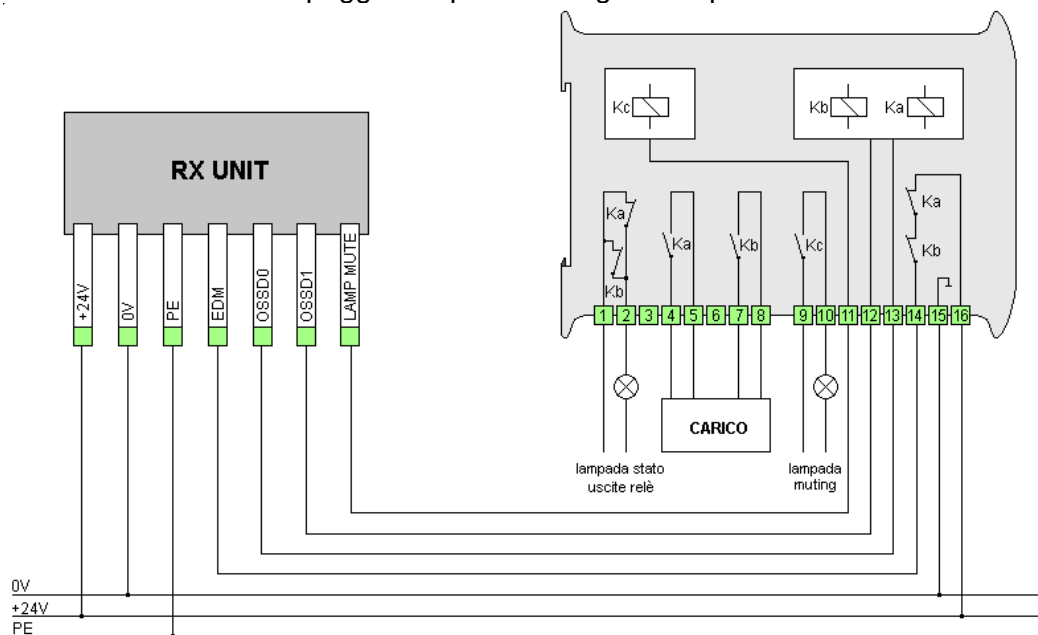 Kc
Kb
Ka
RX UNIT
Ka
Kb
Ka
Kb
Kc
Ka
Kb
+24V
0V
PE
EDM
OSSD0
OSSD1
LAMP MUTE
1 2 3 4 5 6 7 8 9 10 11 12 13 14 15 16
CARICO
lampada stato
uscite relè
lampada
muting
0V
+24V
PE